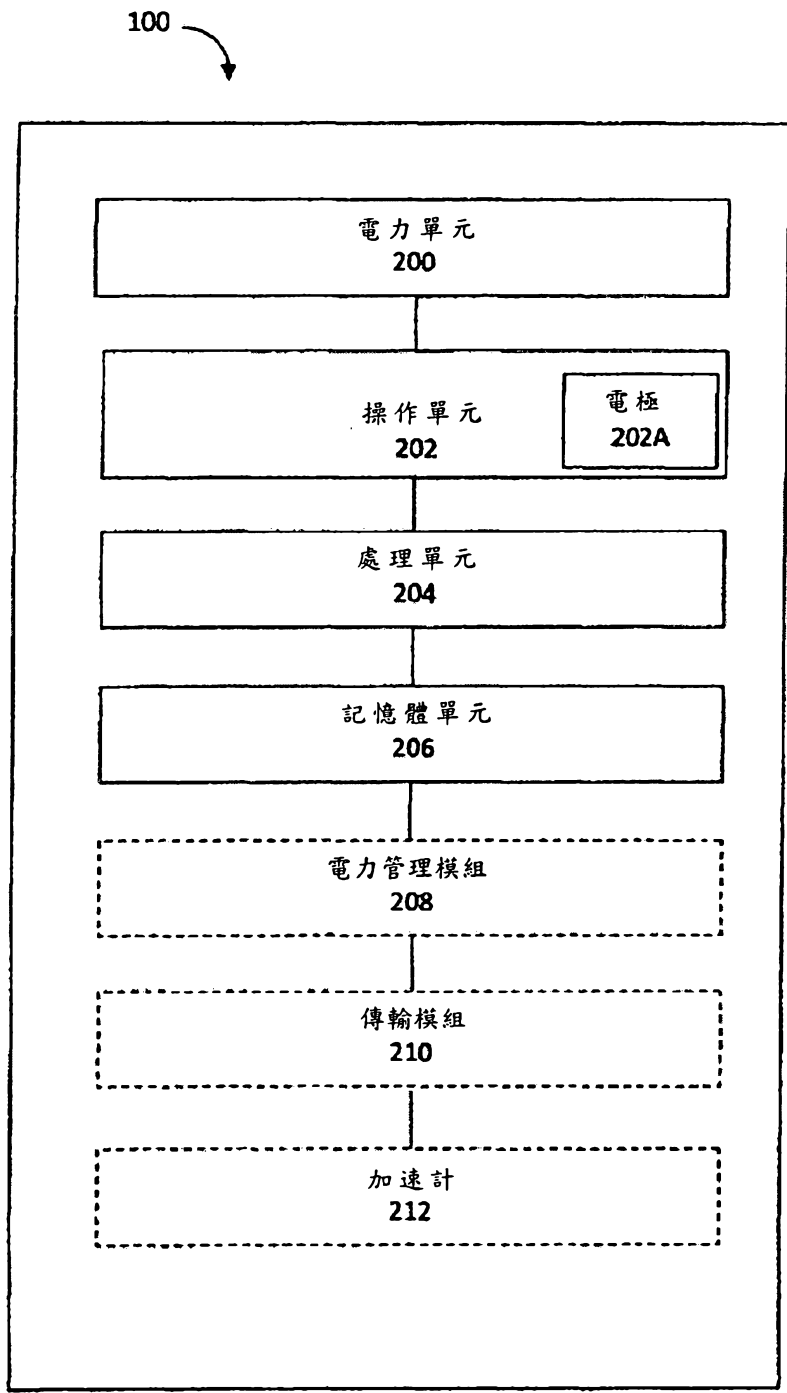 100
電力單元
200
操作單元
202
電極
202A
處理單元
204
記憶體單元
206
電力管理模組
208
傳輸模組
210
加速計
212